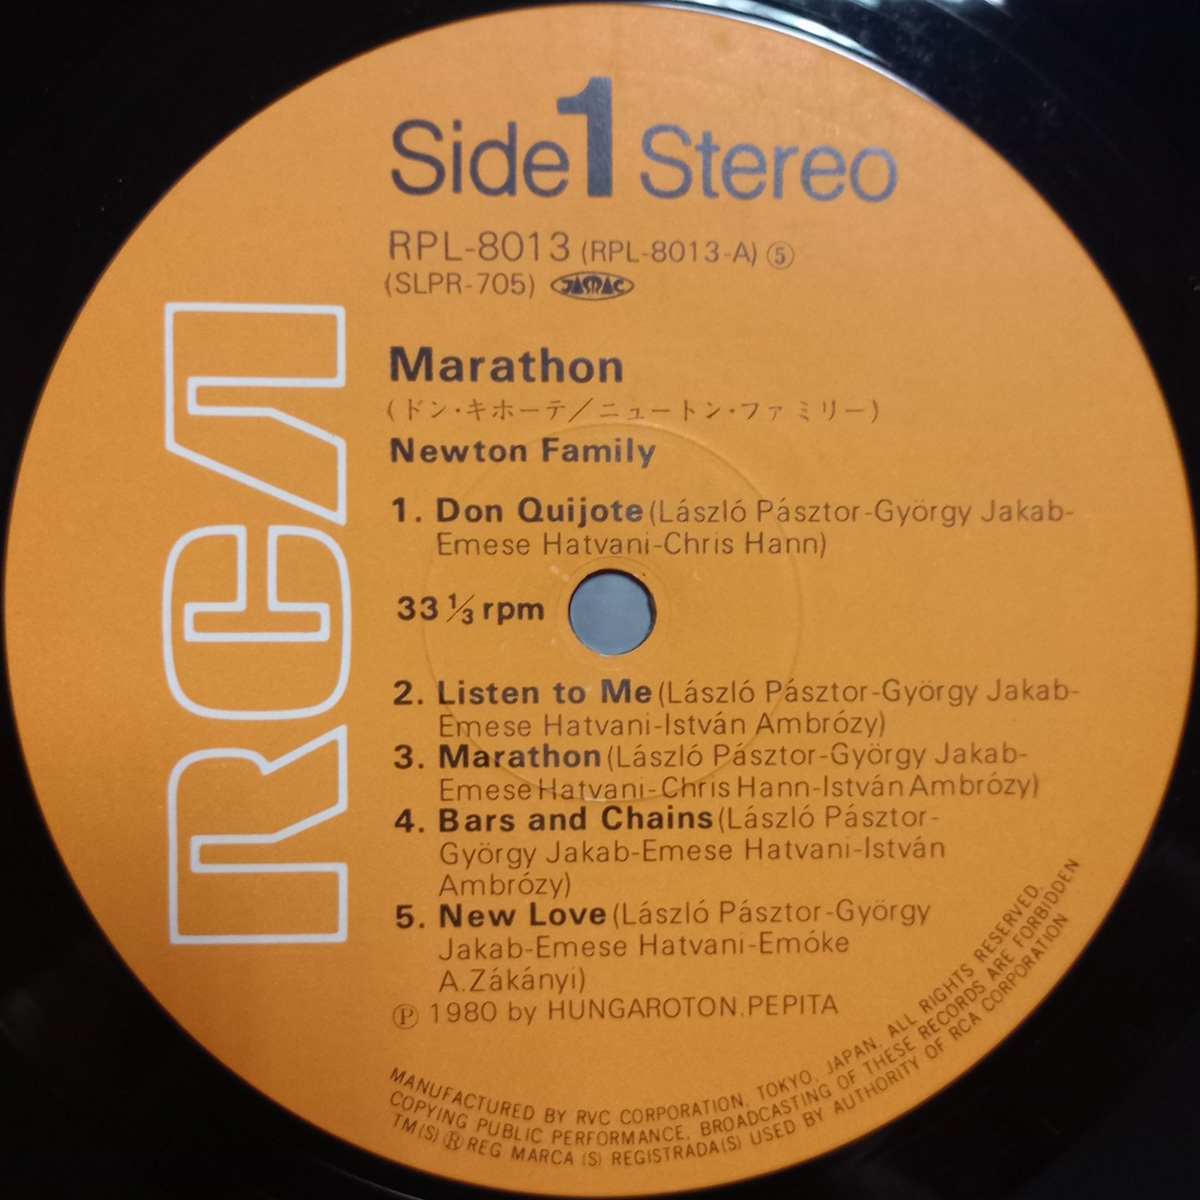 Side 1 Stereo
RPL-8013 (RPL-8013-A) ⑤
(SLPR-705) JASRAC
RCA
Marathon
(ドン・キホーテ／ニュートン・ファミリー)
Newton Family
1. Don Quijote (László Pásztor-György Jakab-
Emese Hatvani-Chris Hann)
33 ⅓ rpm
2. Listen to Me (László Pásztor-György Jakab-
Emese Hatvani-István Ambrózy)
3. Marathon (László Pásztor-György Jakab-
Emese Hatvani-Chris Hann-István Ambrózy)
4. Bars and Chains (László Pásztor-
György Jakab-Emese Hatvani-István
Ambrózy)
5. New Love (László Pásztor-György
Jakab-Emese Hatvani-Emóke
A.Zákányi)
℗ 1980 by HUNGAROTON.PEPITA
MANUFACTURED BY RVC CORPORATION, TOKYO, JAPAN. ALL RIGHTS RESERVED.
COPYING PUBLIC PERFORMANCE, BROADCASTING OF THESE RECORDS ARE FORBIDDEN
TM(S) ® REG MARCA (S) REGISTRADA(S) USED BY AUTHORITY OF RCA CORPORATION